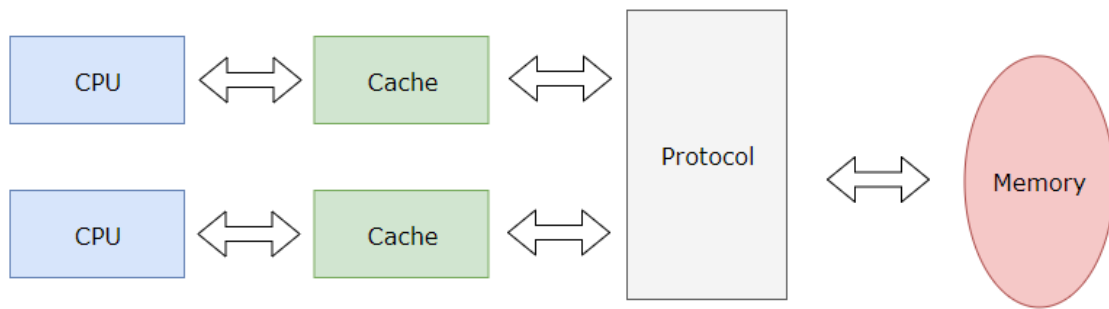 CPU
Cache
Protocol
Memory
CPU
Cache